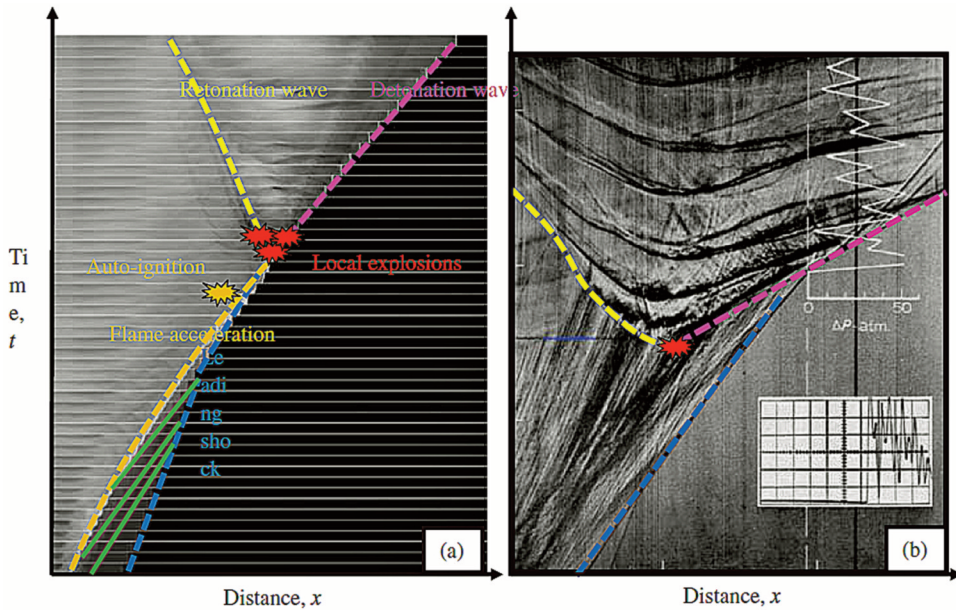 Retonation wave
Detonation wave
Auto-ignition
Local explosions
Flame acceleration
Le
adi
ng
sho
ck
Ti
m
e,
t
(a)
Distance, x
0
50
ΔP-atm.
(b)
Distance, x